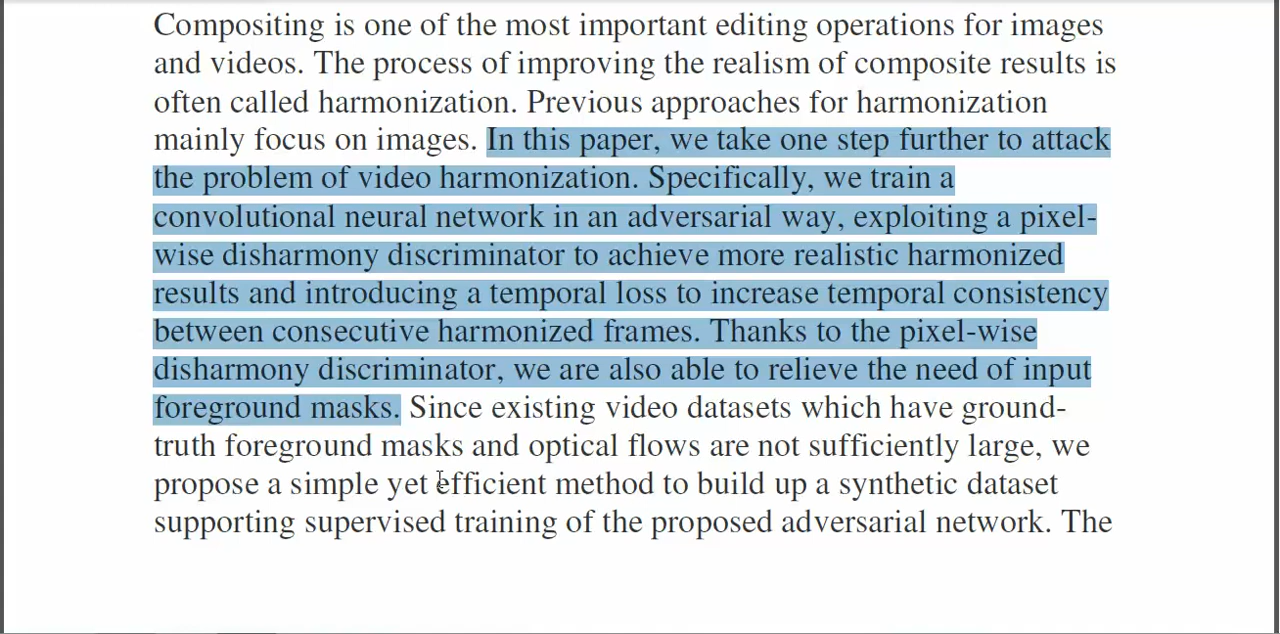 Compositing is one of the most important editing operations for images
and videos. The process of improving the realism of composite results is
often called harmonization. Previous approaches for harmonization
mainly focus on images. In this paper, we take one step further to attack
the problem of video harmonization. Specifically, we train a
convolutional neural network in an adversarial way, exploiting a pixel-
wise disharmony discriminator to achieve more realistic harmonized
results and introducing a temporal loss to increase temporal consistency
between consecutive harmonized frames. Thanks to the pixel-wise
disharmony discriminator, we are also able to relieve the need of input
foreground masks. Since existing video datasets which have ground-
truth foreground masks and optical flows are not sufficiently large, we
propose a simple yet efficient method to build up a synthetic dataset
supporting supervised training of the proposed adversarial network. The